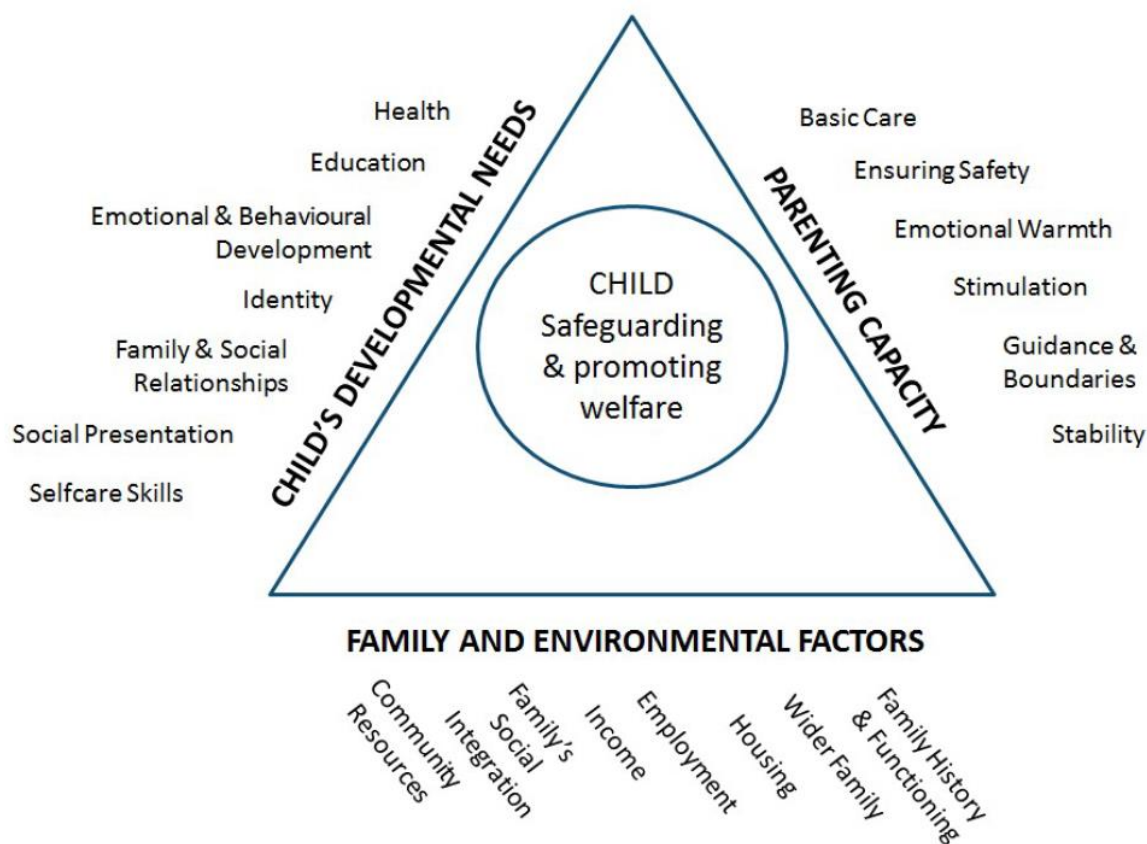 Health
Education
Emotional & Behavioural
Development
Identity
Family & Social
Relationships
Social Presentation
Selfcare Skills
CHILD'S DEVELOPMENTAL NEEDS
CHILD
Safeguarding
& promoting
welfare
PARENTING CAPACITY
Basic Care
Ensuring Safety
Emotional Warmth
Stimulation
Guidance &
Boundaries
Stability
FAMILY AND ENVIRONMENTAL FACTORS
Community
Resources
Family's
Social
Integration
Income
Employment
Housing
Wider Family
Family History
& Functioning